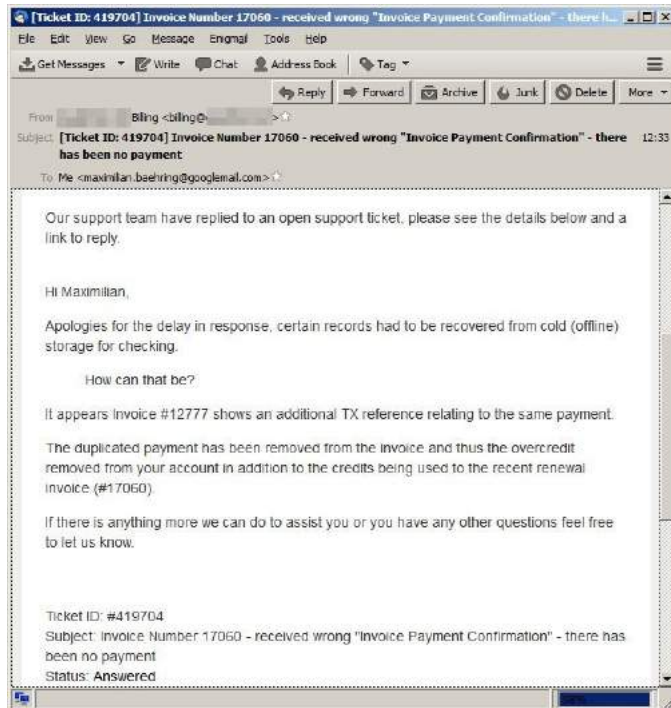 [Ticket ID: 419704] Invoice Number 17060 - received wrong "Invoice Payment Confirmation" - there h...
File Edit View Go Message Enigmail Tools Help
Get Messages Write Chat Address Book Tag
Reply Forward Archive Junk Delete More
From Biling <biling@ >
Subject [Ticket ID: 419704] Invoice Number 17060 - received wrong "Invoice Payment Confirmation" - there 12:33
has been no payment
To Me <maximilian.baehring@googlemail.com>
Our support team have replied to an open support ticket, please see the details below and a
link to reply.
Hi Maximilian,
Apologies for the delay in response, certain records had to be recovered from cold (offline)
storage for checking.
How can that be?
It appears Invoice #12777 shows an additional TX reference relating to the same payment.
The duplicated payment has been removed from the invoice and thus the overcredit
removed from your account in addition to the credits being used to the recent renewal
invoice (#17060).
If there is anything more we can do to assist you or you have any other questions feel free
to let us know.
Ticket ID: #419704
Subject: Invoice Number 17060 - received wrong "Invoice Payment Confirmation" - there has
been no payment
Status: Answered